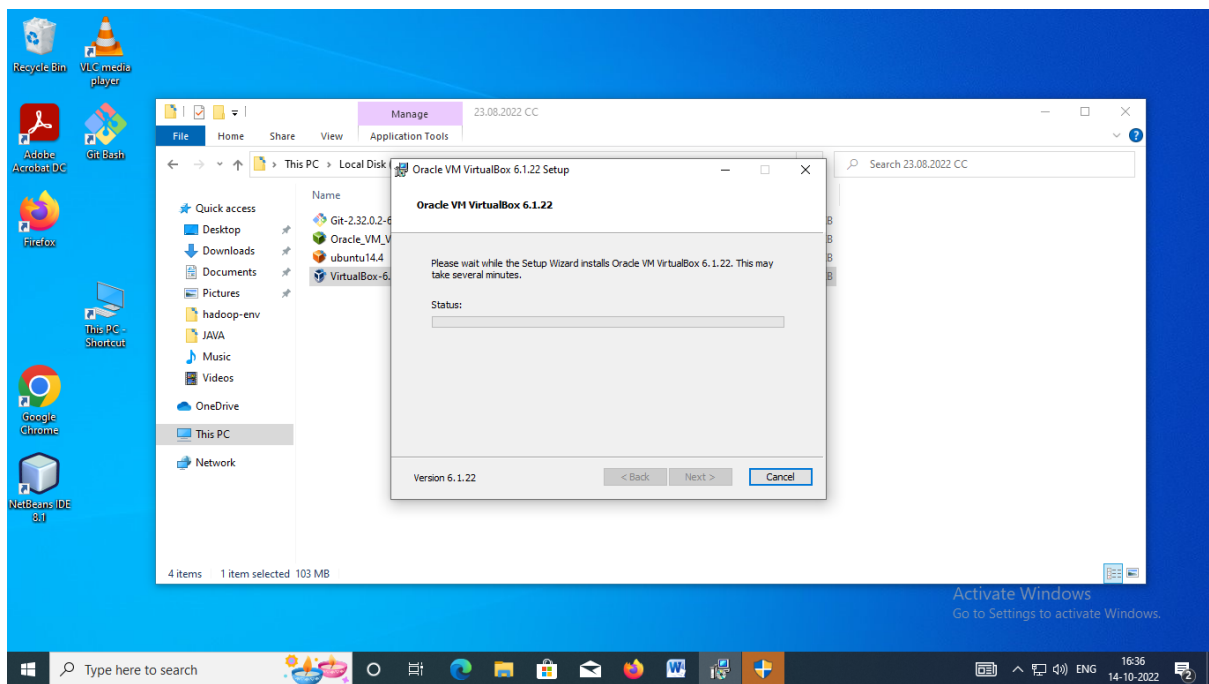 Recycle Bin
VLC media
player
Adobe
Acrobat DC
Git Bash
Firefox
This PC -
Shortcut
Google
Chrome
NetBeans IDE
8.1
Manage
23.08.2022 CC
File
Home
Share
View
Application Tools
This PC
Local Disk
Search 23.08.2022 CC
Quick access
Desktop
Downloads
Documents
Pictures
hadoop-env
JAVA
Music
Videos
OneDrive
This PC
Network
Name
Git-2.32.0.2-6
Oracle_VM_V
ubuntu14.4
VirtualBox-6.
B
B
B
B
Oracle VM VirtualBox 6.1.22 Setup
Oracle VM VirtualBox 6.1.22
Please wait while the Setup Wizard installs Oracle VM VirtualBox 6.1.22. This may
take several minutes.
Status:
Version 6.1.22
< Back
Next >
Cancel
4 items
1 item selected 103 MB
Activate Windows
Go to Settings to activate Windows.
Type here to search
ENG
16:36
14-10-2022
2